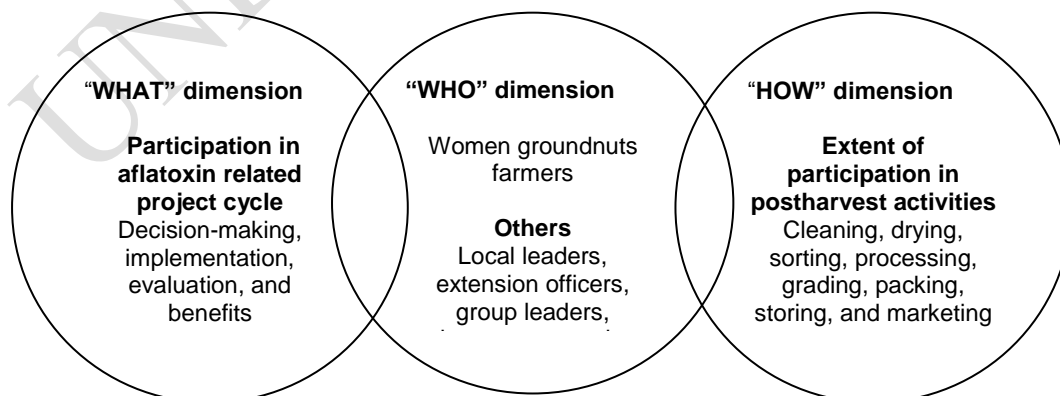 “WHAT” dimension
Participation in
aflatoxin related
project cycle
Decision-making,
implementation,
evaluation, and
benefits
“WHO” dimension
Women groundnuts
farmers
Others
Local leaders,
extension officers,
group leaders,
“HOW” dimension
Extent of
participation in
postharvest activities
Cleaning, drying,
sorting, processing,
grading, packing,
storing, and marketing